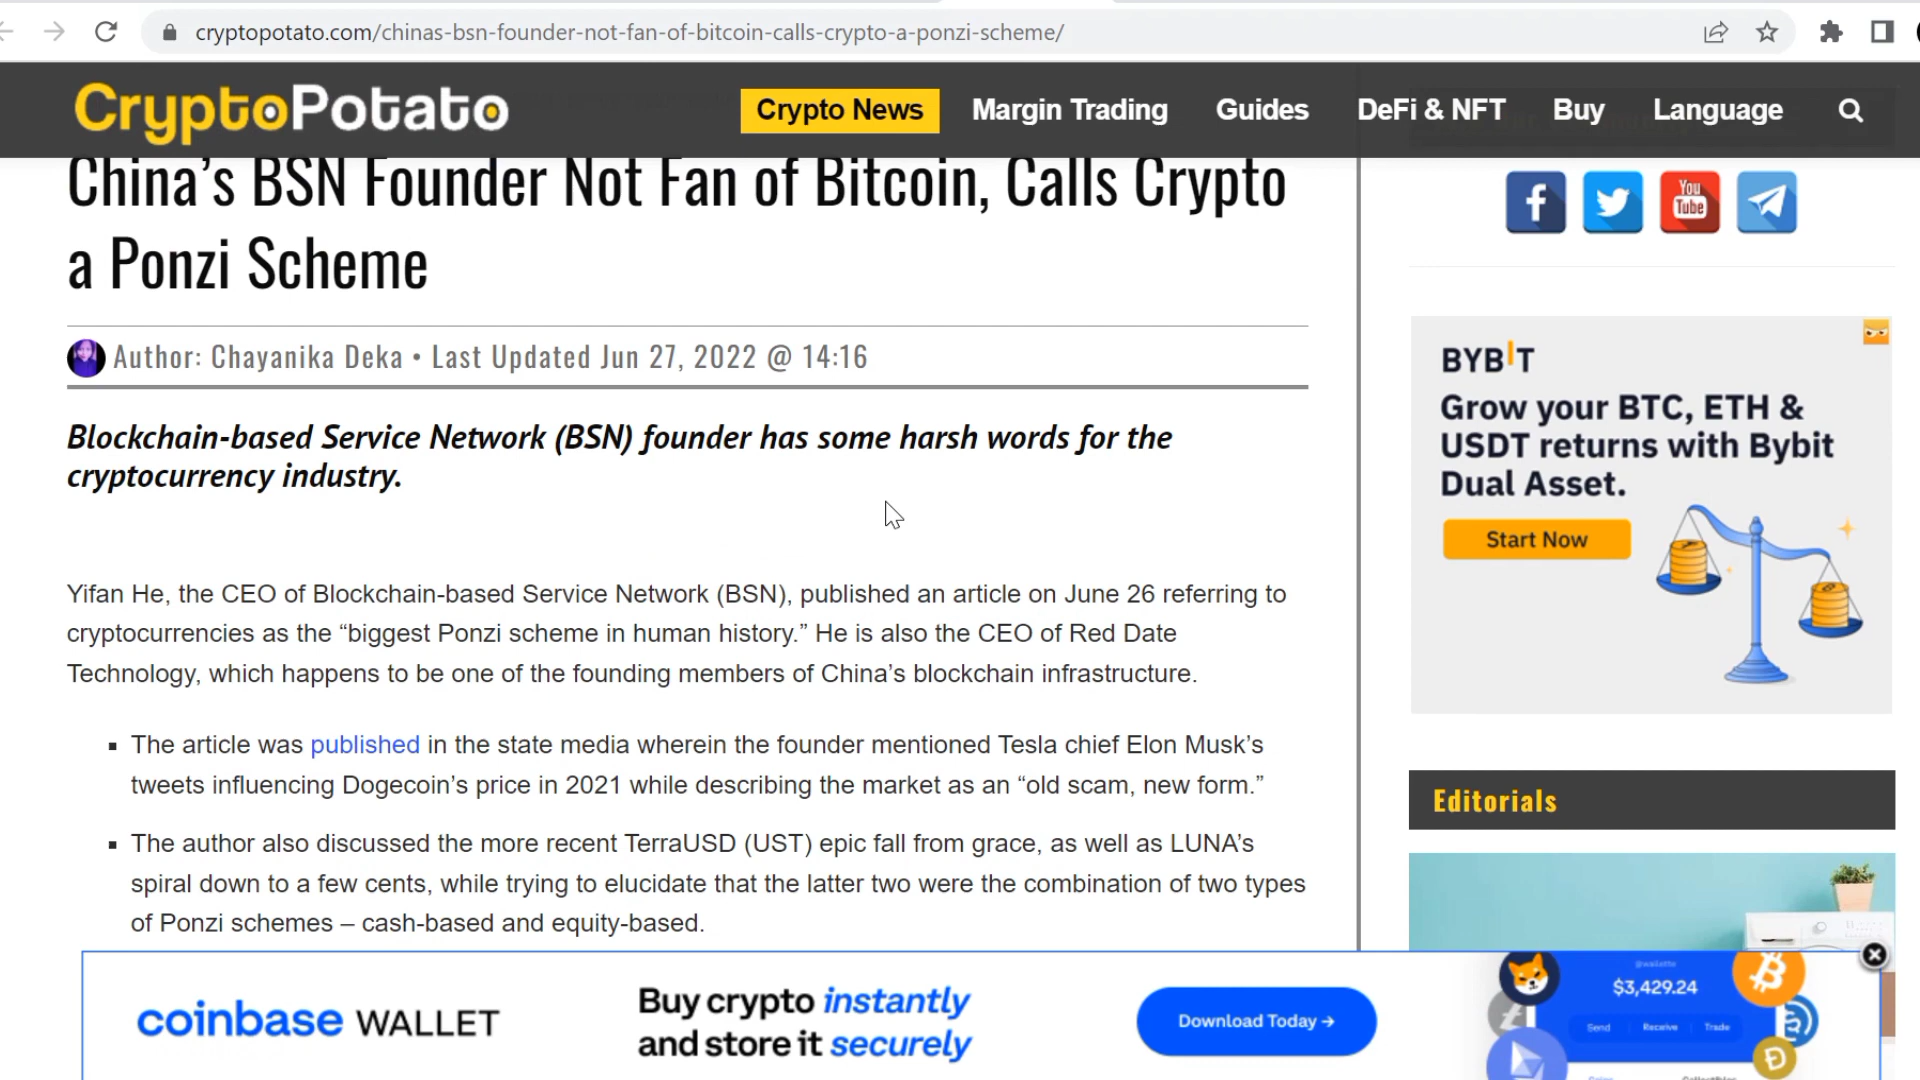 cryptopotato.com/chinas-bsn-founder-not-fan-of-bitcoin-calls-crypto-a-ponzi-scheme/
CryptoPotato
Crypto News
Margin Trading
Guides
DeFi & NFT
Buy
Language
China’s BSN Founder Not Fan of Bitcoin, Calls Crypto
a Ponzi Scheme
Author: Chayanika Deka • Last Updated Jun 27, 2022 @ 14:16
Blockchain-based Service Network (BSN) founder has some harsh words for the
cryptocurrency industry.
Yifan He, the CEO of Blockchain-based Service Network (BSN), published an article on June 26 referring to
cryptocurrencies as the “biggest Ponzi scheme in human history.” He is also the CEO of Red Date
Technology, which happens to be one of the founding members of China’s blockchain infrastructure.
▪ The article was published in the state media wherein the founder mentioned Tesla chief Elon Musk’s
tweets influencing Dogecoin’s price in 2021 while describing the market as an “old scam, new form.”
▪ The author also discussed the more recent TerraUSD (UST) epic fall from grace, as well as LUNA’s
spiral down to a few cents, while trying to elucidate that the latter two were the combination of two types
of Ponzi schemes – cash-based and equity-based.
You
Tube
BYBIT
Grow your BTC, ETH &
USDT returns with Bybit
Dual Asset.
Start Now
Editorials
coinbase WALLET
Buy crypto instantly
and store it securely
Download Today →
$3,429.24
Send
Receive
Trade